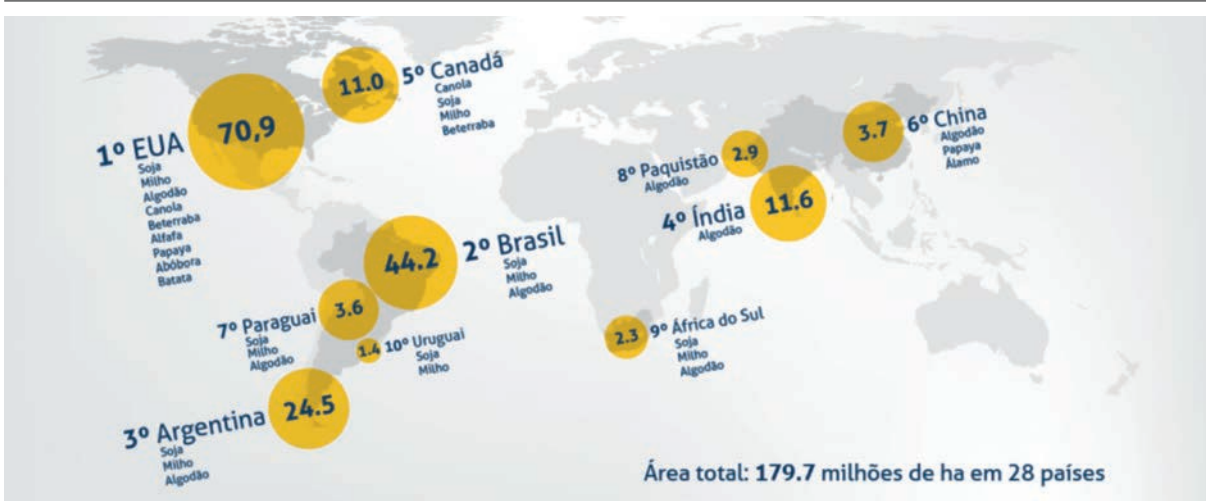 1º EUA
70,9
Soja
Milho
Algodão
Canola
Beterraba
Alfafa
Papaya
Abóbora
Batata
11.0
5º Canadá
Canola
Soja
Milho
Beterraba
3.7
6º China
Algodão
Papaya
Álamo
8º Paquistão
2.9
Algodão
4º Índia
11.6
Algodão
44.2
2º Brasil
Soja
Milho
Algodão
7º Paraguai
3.6
Soja
Milho
Algodão
1.4
10º Uruguai
Soja
Milho
2.3
9º África do Sul
Soja
Milho
Algodão
3º Argentina
24.5
Soja
Milho
Algodão
Área total: 179.7 milhões de ha em 28 países